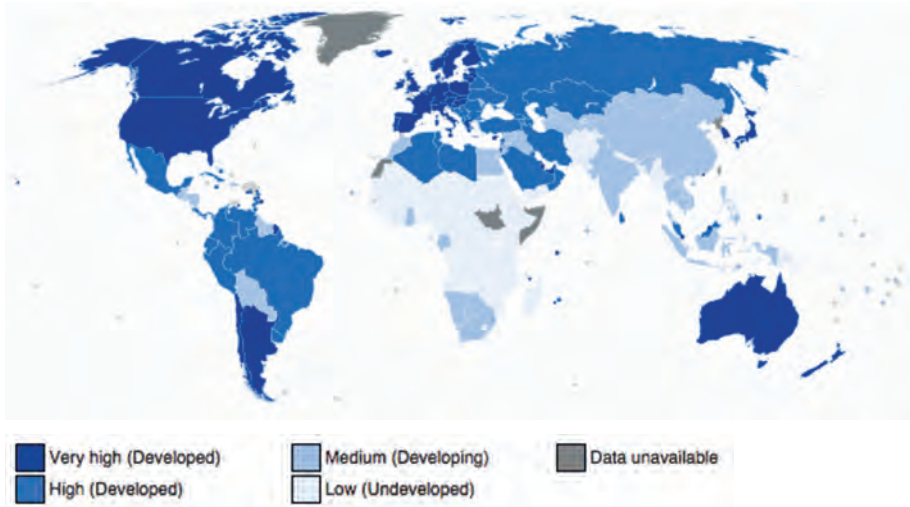 Very high (Developed)
High (Developed)
Medium (Developing)
Low (Undeveloped)
Data unavailable